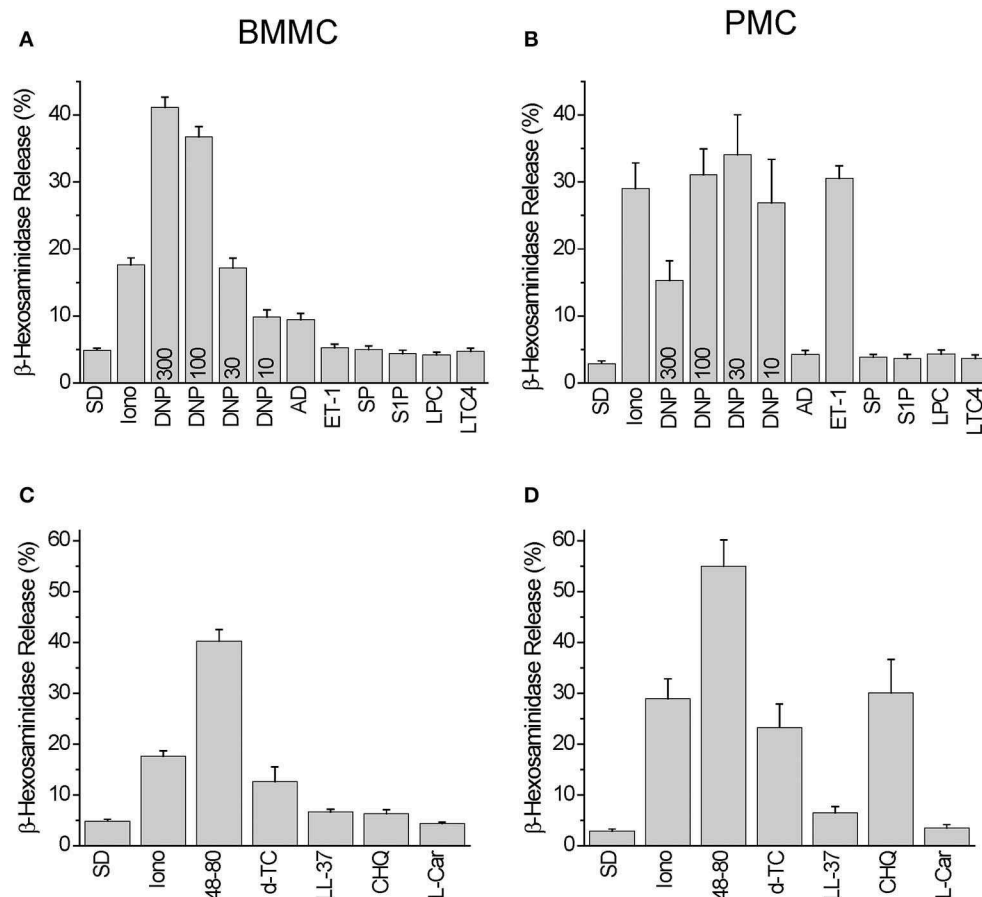 BMMC
PMC
A
B
β-Hexosaminidase Release (%)
40
30
20
10
0
300
100
30
10
SD
Iono
DNP
DNP
DNP
DNP
AD
ET-1
SP
S1P
LPC
LTC4
β-Hexosaminidase Release (%)
40
30
20
10
0
300
100
30
10
SD
Iono
DNP
DNP
DNP
DNP
AD
ET-1
SP
S1P
LPC
LTC4
C
D
β-Hexosaminidase Release (%)
60
50
40
30
20
10
0
SD
Iono
48-80
d-TC
LL-37
CHQ
L-Car
β-Hexosaminidase Release (%)
60
50
40
30
20
10
0
SD
Iono
48-80
d-TC
LL-37
CHQ
L-Car